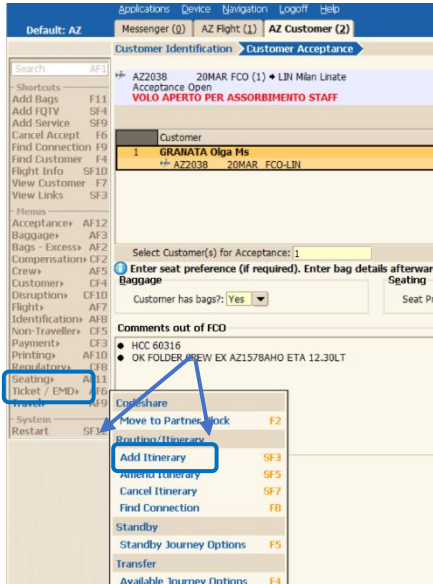 Applications Device Navigation Logoff Help
Default: AZ
Messenger (0) AZ Flight (1) AZ Customer (2)
Customer Identification Customer Acceptance
Search AF1
Shortcuts
Add Bags F11
Add FQTV SF4
Add Service SF9
Cancel Accept F6
Find Connection F9
Find Customer F4
Flight Info SF10
View Customer F7
View Links SF3
Menus
Acceptance AF12
Baggage AF3
Bags - Excess AF2
Compensation CF2
Crew AF5
Customer CF4
Disruption CF10
Flight AF7
Identification AF8
Non-Traveller CF5
Payment CF3
Printing AF10
Regulatory CF8
Seating AF11
Ticket / EMD AF6
Travel AF9
System
Restart SF12
AZ2038 20MAR FCO (1) LIN Milan Linate
Acceptance Open
VOLO APERTO PER ASSORBIMENTO STAFF
Customer
1 GRANATA Olga Ms
AZ2038 20MAR FCO-LIN
Select Customer(s) for Acceptance: 1
Enter seat preference (if required). Enter bag details afterwar
Baggage Seating
Customer has bags?: Yes Seat Pr
Comments out of FCO
HCC 60316
OK FOLDER CREW EX AZ1578AHO ETA 12.30LT
Codeshare
Move to Partner Block F2
Routing/Itinerary
Add Itinerary SF3
Amend Itinerary SF5
Cancel Itinerary SF7
Find Connection F8
Standby
Standby Journey Options F5
Transfer
Available Journey Options F4